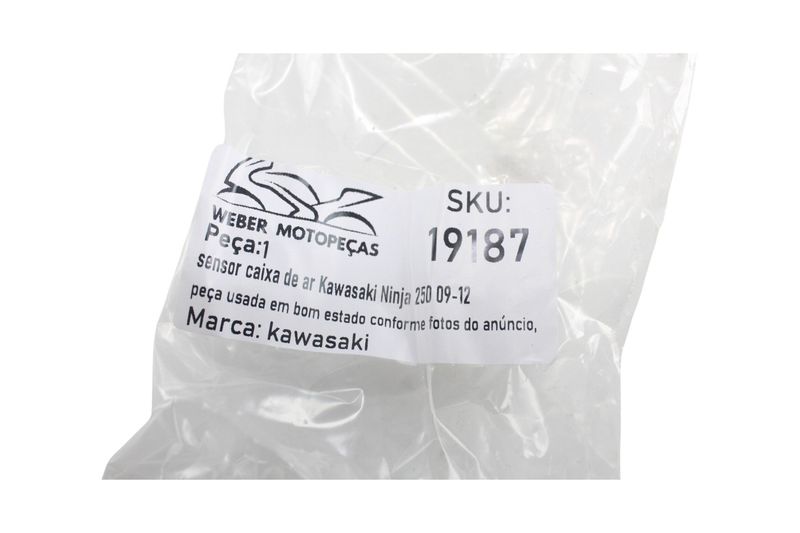 WEBER MOTOPEÇAS
SKU:
19187
Peça:1
sensor caixa de ar Kawasaki Ninja 250 09-12
peça usada em bom estado conforme fotos do anúncio,
Marca: kawasaki